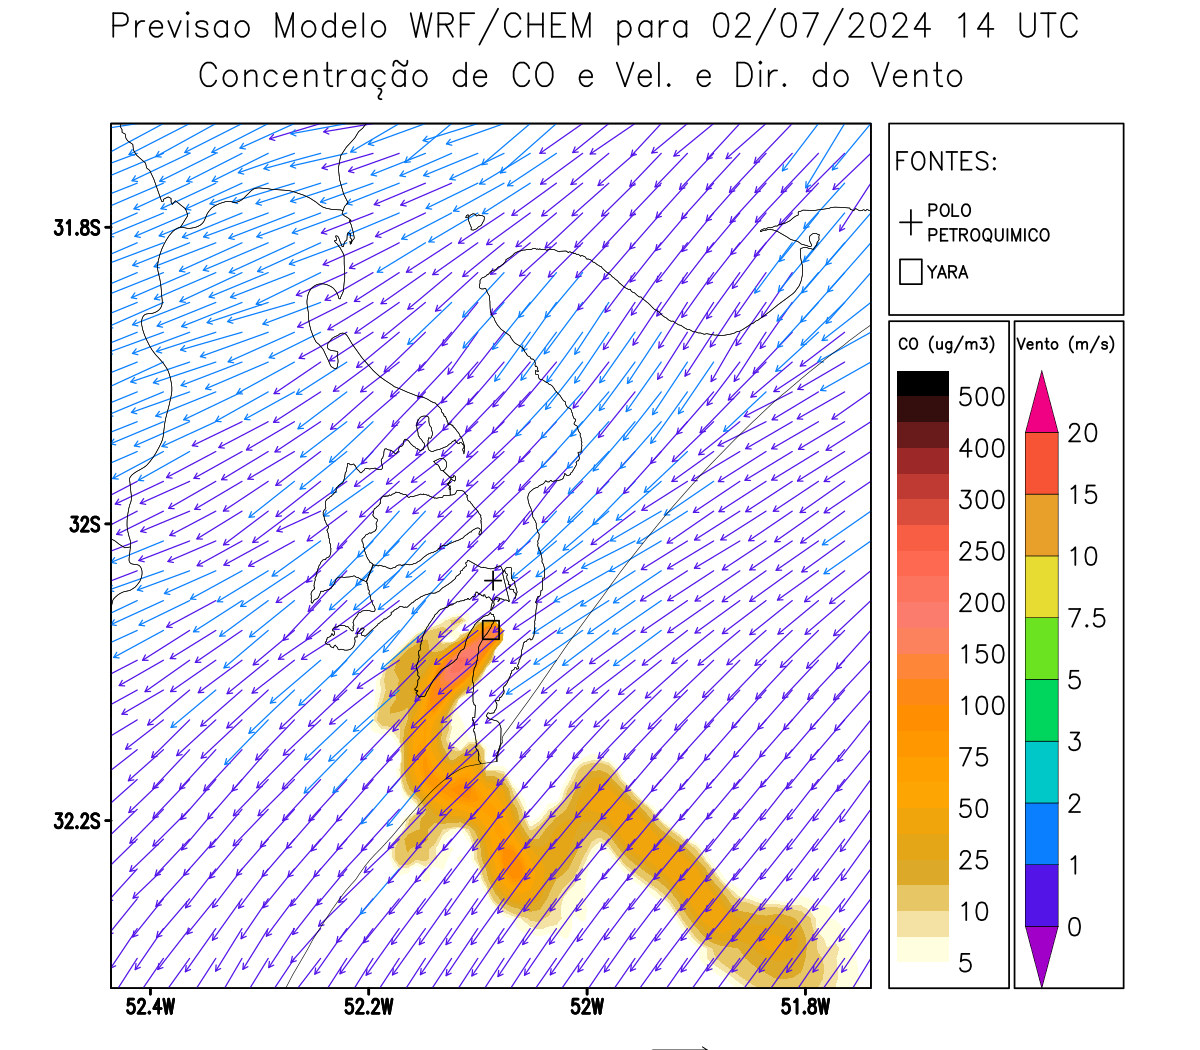 Previsao Modelo WRF/CHEM para 02/07/2024 14 UTC
Concentração de CO e Vel. e Dir. do Vento
FONTES:
POLO
PETROQUIMICO
YARA
31.8S
32S
32.2S
52.4W
52.2W
52W
51.8W
CO (ug/m3)
500
400
300
250
200
150
100
75
50
25
10
5
Vento (m/s)
20
15
10
7.5
5
3
2
1
0